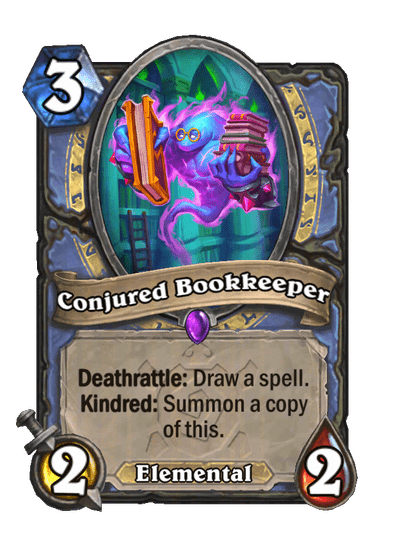 3
Conjured Bookkeeper
Deathrattle: Draw a spell.
Kindred: Summon a copy
of this.
2
Elemental
2